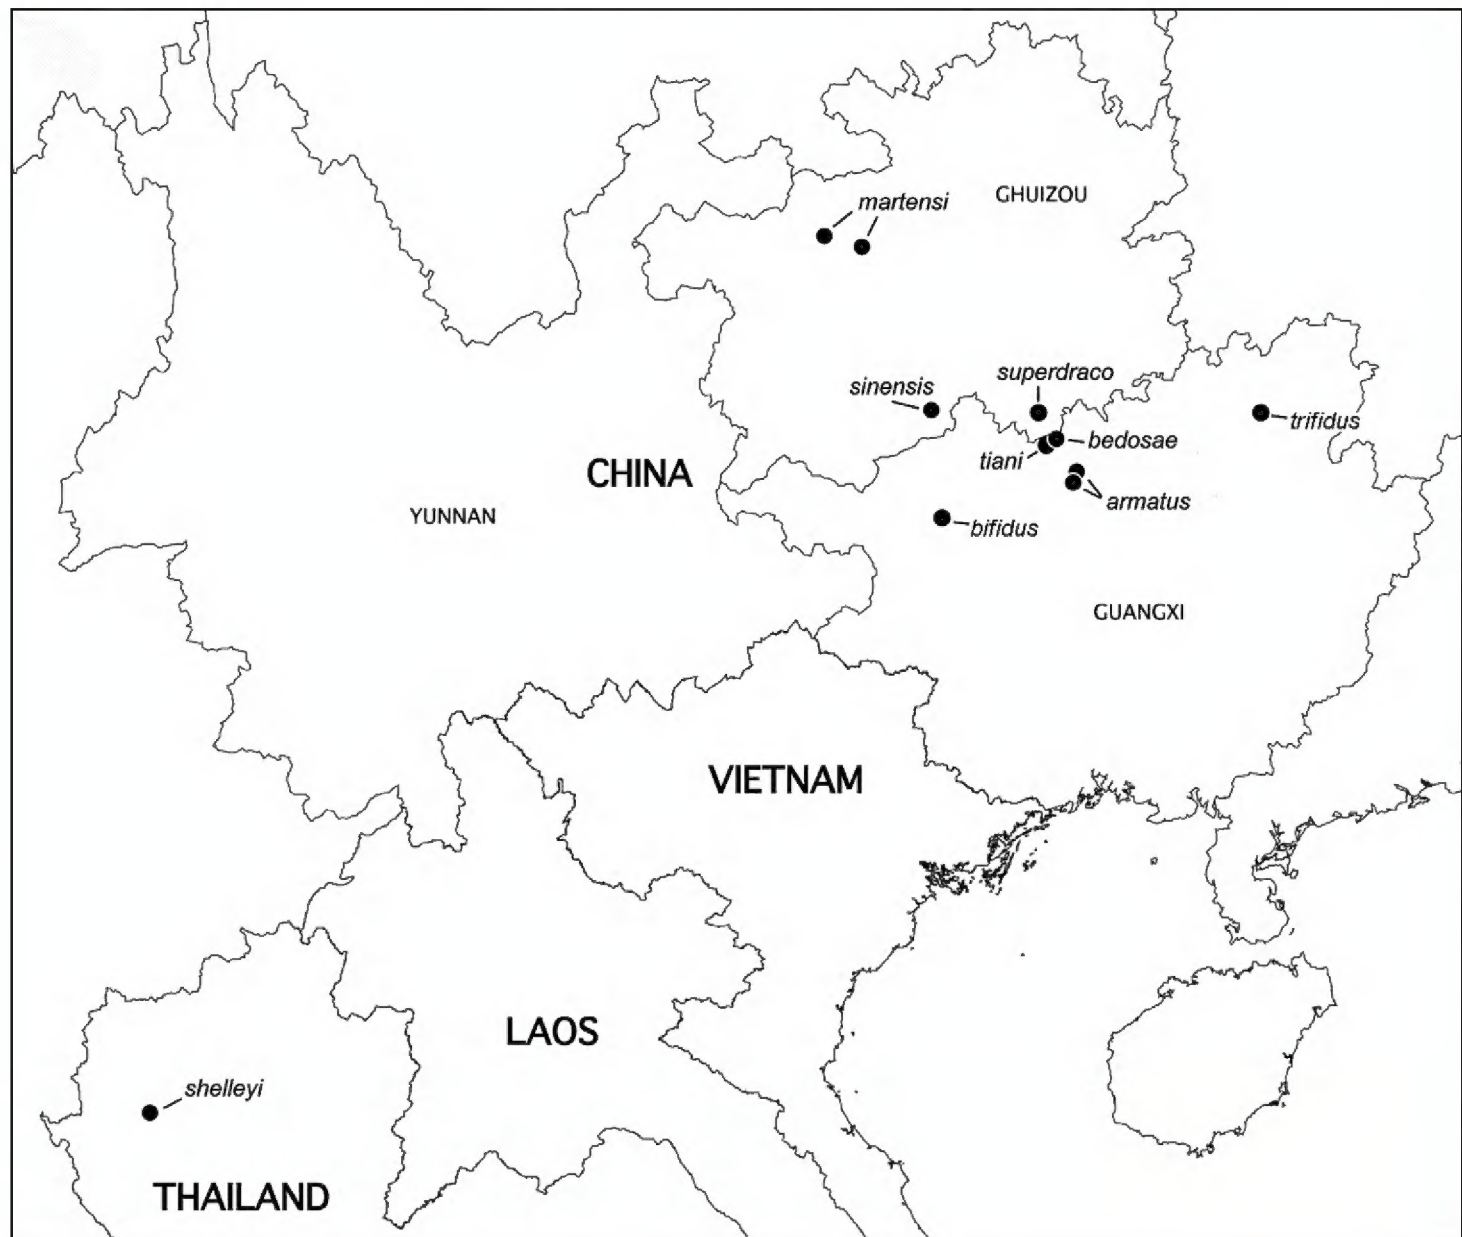 martensi
GHUIZOU
superdraco
sinensis
trifidus
bedosae
tiani
CHINA
armatus
YUNNAN
bifidus
GUANGXI
VIETNAM
LAOS
shelleyi
THAILAND